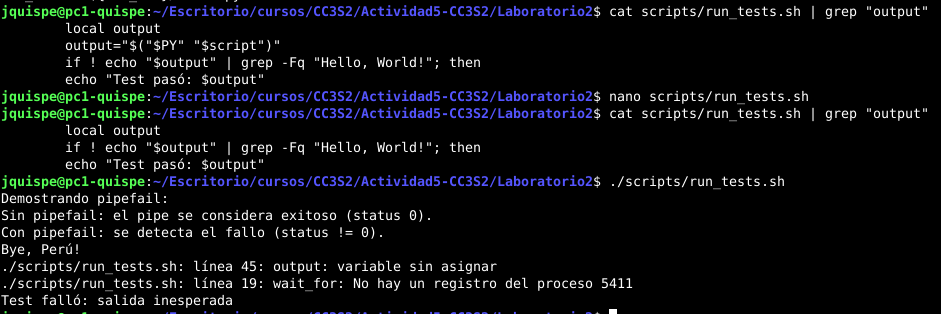 jquispe@pc1-quispe:~/Escritorio/cursos/CC3S2/Actividad5-CC3S2/Laboratorio2$ cat scripts/run_tests.sh | grep "output"
        local output
        output="$("$PY" "$script")"
        if ! echo "$output" | grep -Fq "Hello, World!"; then
        echo "Test pasó: $output"
jquispe@pc1-quispe:~/Escritorio/cursos/CC3S2/Actividad5-CC3S2/Laboratorio2$ nano scripts/run_tests.sh
jquispe@pc1-quispe:~/Escritorio/cursos/CC3S2/Actividad5-CC3S2/Laboratorio2$ cat scripts/run_tests.sh | grep "output"
        local output
        if ! echo "$output" | grep -Fq "Hello, World!"; then
        echo "Test pasó: $output"
jquispe@pc1-quispe:~/Escritorio/cursos/CC3S2/Actividad5-CC3S2/Laboratorio2$ ./scripts/run_tests.sh
Demostrando pipefail:
Sin pipefail: el pipe se considera exitoso (status 0).
Con pipefail: se detecta el fallo (status != 0).
Bye, Perú!
./scripts/run_tests.sh: línea 45: output: variable sin asignar
./scripts/run_tests.sh: línea 19: wait_for: No hay un registro del proceso 5411
Test falló: salida inesperada